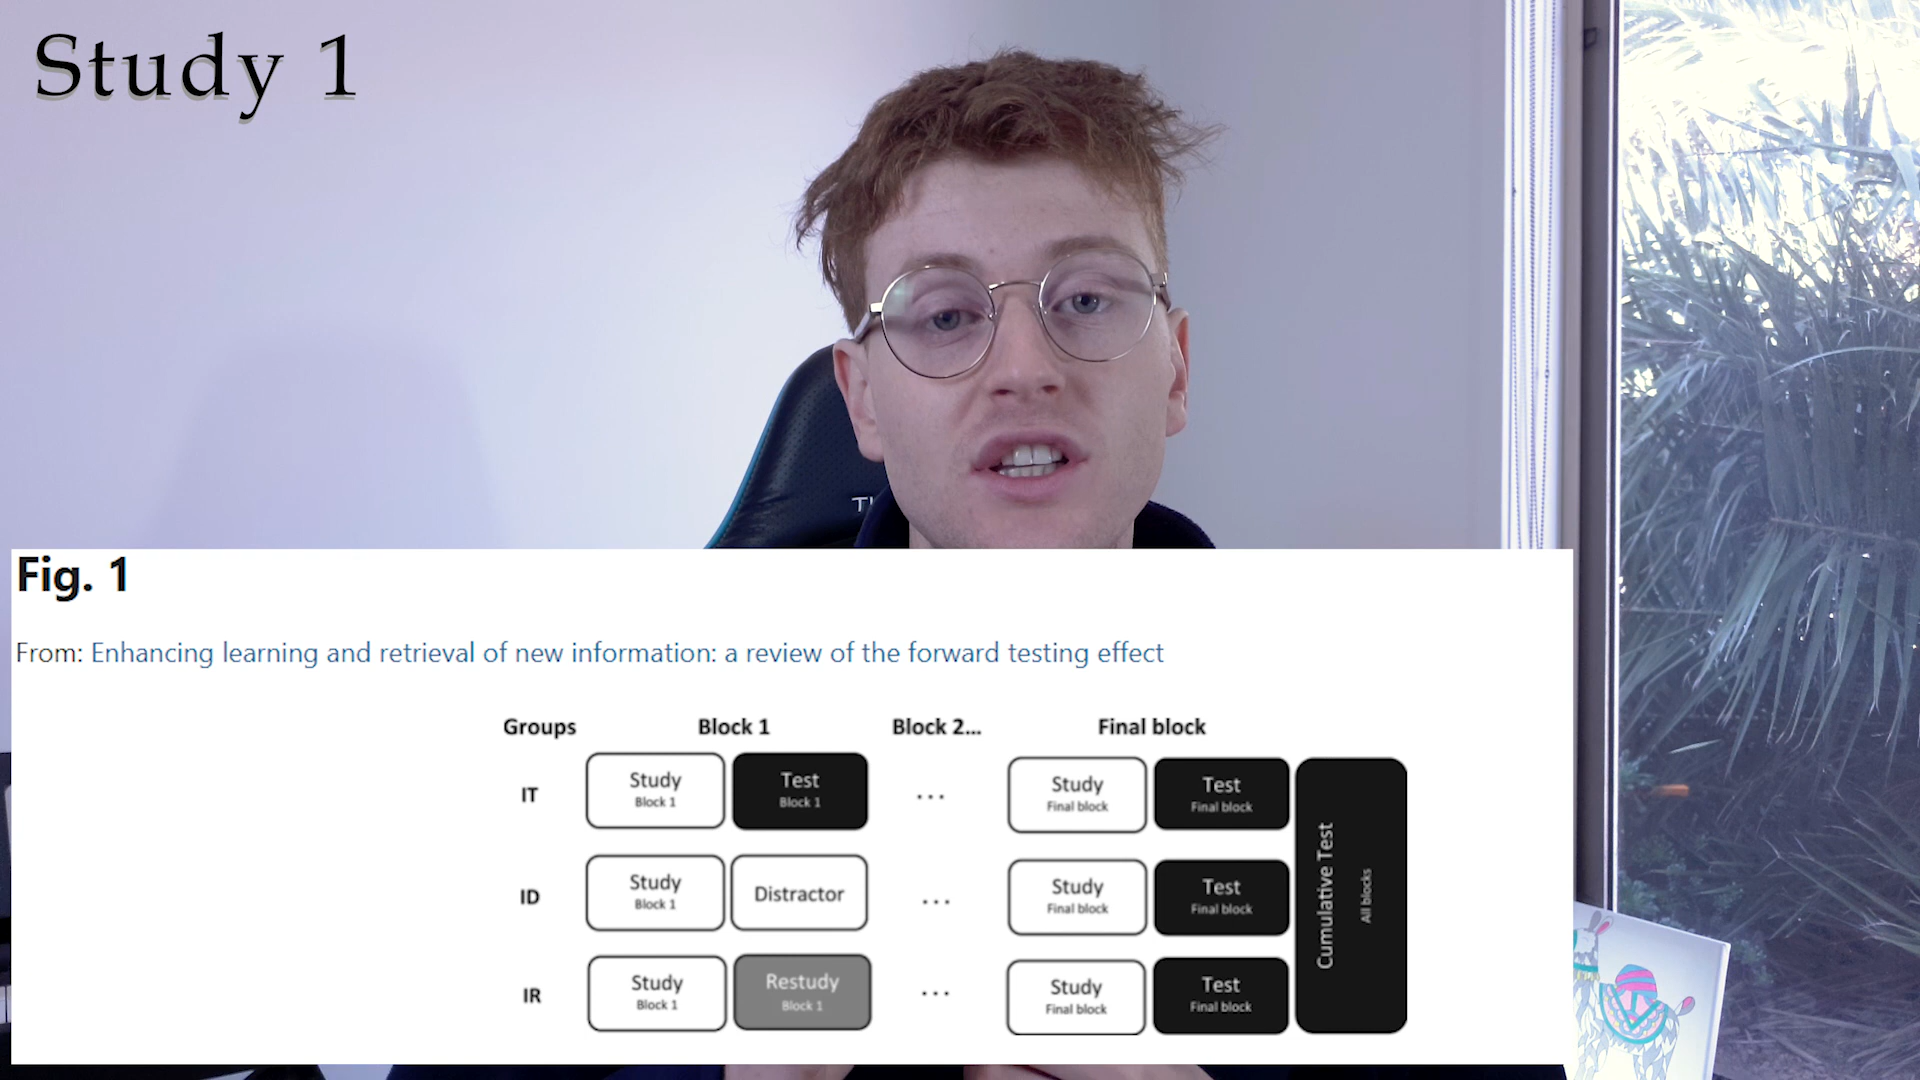 Study 1
Fig. 1
From: Enhancing learning and retrieval of new information: a review of the forward testing effect
Groups Block 1 Block 2... Final block
IT
Study
Block 1
Test
Block 1
...
Study
Final block
Test
Final block
ID
Study
Block 1
Distractor
...
Study
Final block
Test
Final block
IR
Study
Block 1
Restudy
Block 1
...
Study
Final block
Test
Final block
Cumulative Test
All blocks